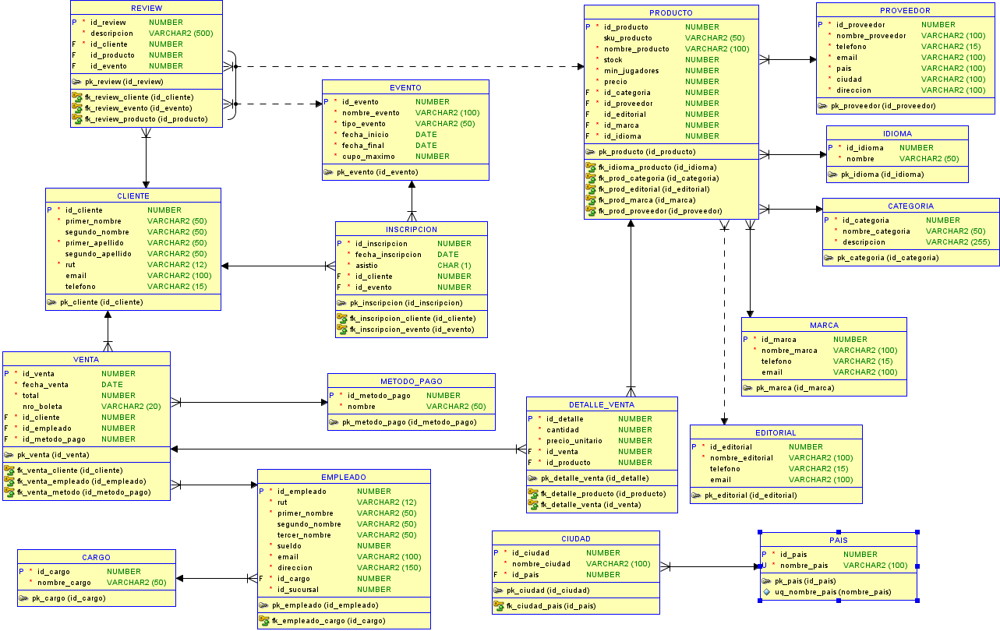 REVIEW
P * id_review NUMBER
* descripcion VARCHAR2 (500)
F * id_cliente NUMBER
F id_producto NUMBER
F id_evento NUMBER
pk_review (id_review)
fk_review_cliente (id_cliente)
fk_review_evento (id_evento)
fk_review_producto (id_producto)
EVENTO
P * id_evento NUMBER
* nombre_evento VARCHAR2 (100)
* tipo_evento VARCHAR2 (50)
* fecha_inicio DATE
* fecha_final DATE
* cupo_maximo NUMBER
pk_evento (id_evento)
PRODUCTO
P * id_producto NUMBER
sku_producto VARCHAR2 (50)
* nombre_producto VARCHAR2 (100)
* stock NUMBER
* min_jugadores NUMBER
* precio NUMBER
F * id_categoria NUMBER
F * id_proveedor NUMBER
F id_editorial NUMBER
F * id_marca NUMBER
F * id_idioma NUMBER
pk_producto (id_producto)
fk_idioma_producto (id_idioma)
fk_prod_categoria (id_categoria)
fk_prod_editorial (id_editorial)
fk_prod_marca (id_marca)
fk_prod_proveedor (id_proveedor)
PROVEEDOR
P * id_proveedor NUMBER
* nombre_proveedor VARCHAR2 (100)
* telefono VARCHAR2 (15)
* email VARCHAR2 (100)
* pais VARCHAR2 (100)
* ciudad VARCHAR2 (100)
* direccion VARCHAR2 (100)
pk_proveedor (id_proveedor)
IDIOMA
P * id_idioma NUMBER
* nombre VARCHAR2 (50)
pk_idioma (id_idioma)
CATEGORIA
P * id_categoria NUMBER
* nombre_categoria VARCHAR2 (50)
* descripcion VARCHAR2 (255)
pk_categoria (id_categoria)
CLIENTE
P * id_cliente NUMBER
* primer_nombre VARCHAR2 (50)
segundo_nombre VARCHAR2 (50)
* primer_apellido VARCHAR2 (50)
segundo_apellido VARCHAR2 (50)
* rut VARCHAR2 (12)
email VARCHAR2 (100)
telefono VARCHAR2 (15)
pk_cliente (id_cliente)
INSCRIPCION
P * id_inscripcion NUMBER
* fecha_inscripcion DATE
* asistio CHAR (1)
F * id_cliente NUMBER
F * id_evento NUMBER
pk_inscripcion (id_inscripcion)
fk_inscripcion_cliente (id_cliente)
fk_inscripcion_evento (id_evento)
MARCA
P * id_marca NUMBER
* nombre_marca VARCHAR2 (100)
telefono VARCHAR2 (15)
email VARCHAR2 (100)
pk_marca (id_marca)
VENTA
P * id_venta NUMBER
* fecha_venta DATE
* total NUMBER
nro_boleta VARCHAR2 (20)
F * id_cliente NUMBER
F * id_empleado NUMBER
F * id_metodo_pago NUMBER
pk_venta (id_venta)
fk_venta_cliente (id_cliente)
fk_venta_empleado (id_empleado)
fk_venta_metodo (id_metodo_pago)
METODO_PAGO
P * id_metodo_pago NUMBER
* nombre VARCHAR2 (50)
pk_metodo_pago (id_metodo_pago)
DETALLE_VENTA
P * id_detalle NUMBER
* cantidad NUMBER
* precio_unitario NUMBER
F * id_venta NUMBER
F * id_producto NUMBER
pk_detalle_venta (id_detalle)
fk_detalle_producto (id_producto)
fk_detalle_venta (id_venta)
EDITORIAL
P * id_editorial NUMBER
* nombre_editorial VARCHAR2 (100)
telefono VARCHAR2 (15)
email VARCHAR2 (100)
pk_editorial (id_editorial)
EMPLEADO
P * id_empleado NUMBER
* rut VARCHAR2 (12)
* primer_nombre VARCHAR2 (50)
segundo_nombre VARCHAR2 (50)
tercer_nombre VARCHAR2 (50)
* sueldo NUMBER
* email VARCHAR2 (100)
* direccion VARCHAR2 (150)
F * id_cargo NUMBER
* id_sucursal NUMBER
pk_empleado (id_empleado)
fk_empleado_cargo (id_cargo)
CARGO
P * id_cargo NUMBER
* nombre_cargo VARCHAR2 (50)
pk_cargo (id_cargo)
CIUDAD
P * id_ciudad NUMBER
* nombre_ciudad VARCHAR2 (100)
F * id_pais NUMBER
pk_ciudad (id_ciudad)
fk_ciudad_pais (id_pais)
PAIS
P * id_pais NUMBER
U * nombre_pais VARCHAR2 (100)
pk_pais (id_pais)
uq_nombre_pais (nombre_pais)